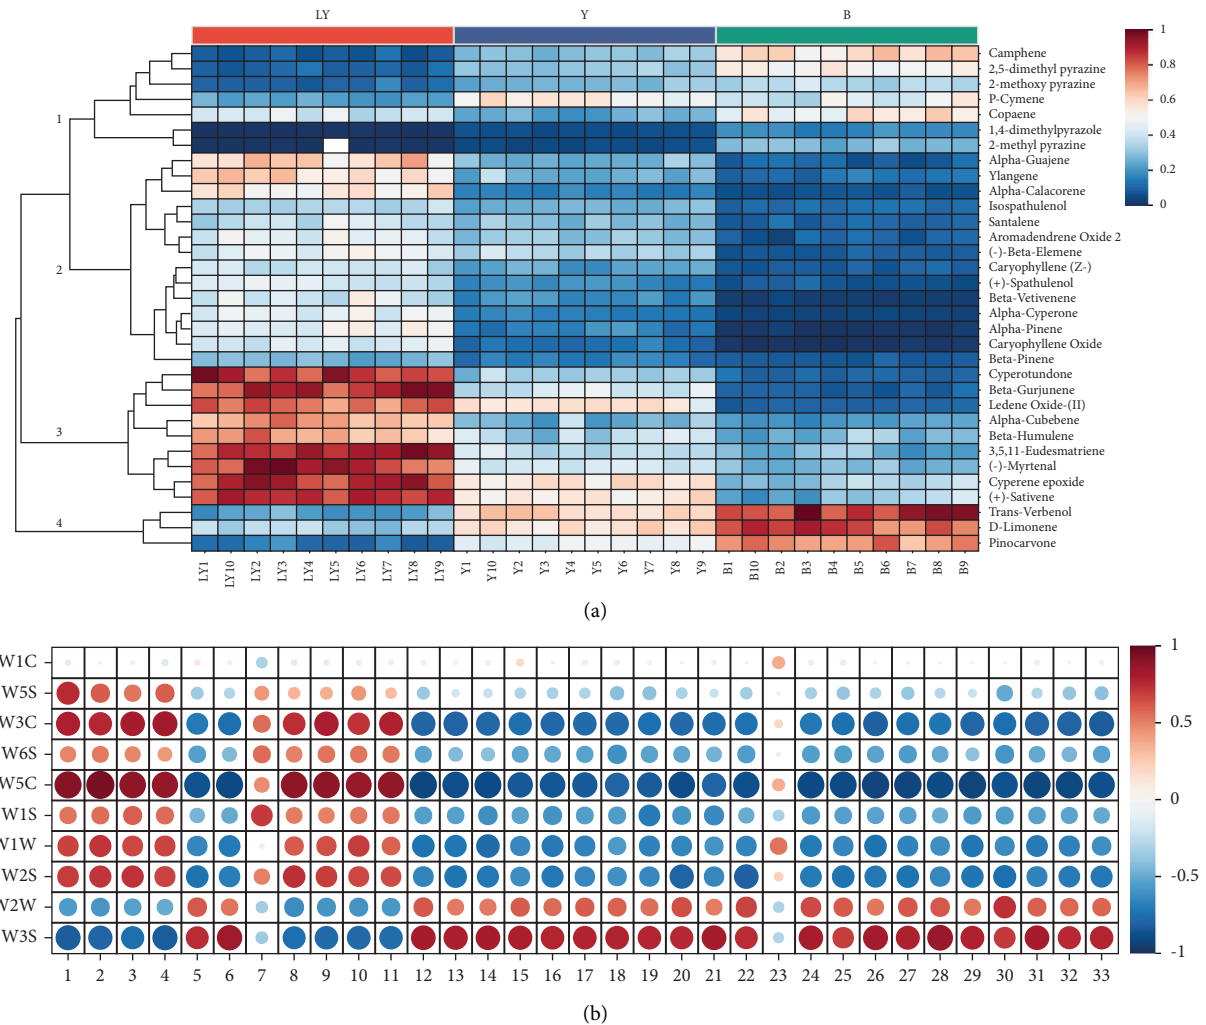 LY Y B
Camphene
2,5-dimethyl pyrazine
2-methoxy pyrazine
P-Cymene
Copaene
1,4-dimethylpyrazole
2-methyl pyrazine
Alpha-Guajene
Ylangene
Alpha-Calacorene
Isospathulenol
Santalene
Aromadendrene Oxide 2
(-)-Beta-Elemene
Caryophyllene (Z-)
(+)-Spathulenol
Beta-Vetivenene
Alpha-Cyperone
Alpha-Pinene
Caryophyllene Oxide
Beta-Pinene
Cyperotundone
Beta-Gurjunene
Ledene Oxide-(II)
Alpha-Cubebene
Beta-Humulene
3,5,11-Eudesmatriene
(-)-Myrtenal
Cyperene epoxide
(+)-Sativene
Trans-Verbenol
D-Limonene
Pinocarvone
1
2
3
4
1
0.8
0.6
0.4
0.2
0
LY1 LY10 LY2 LY3 LY4 LY5 LY6 LY7 LY8 LY9 Y1 Y10 Y2 Y3 Y4 Y5 Y6 Y7 Y8 Y9 B1 B10 B2 B3 B4 B5 B6 B7 B8 B9
(a)
W1C
W5S
W3C
W6S
W5C
W1S
W1W
W2S
W2W
W3S
1
0.5
0
-0.5
-1
1 2 3 4 5 6 7 8 9 10 11 12 13 14 15 16 17 18 19 20 21 22 23 24 25 26 27 28 29 30 31 32 33
(b)